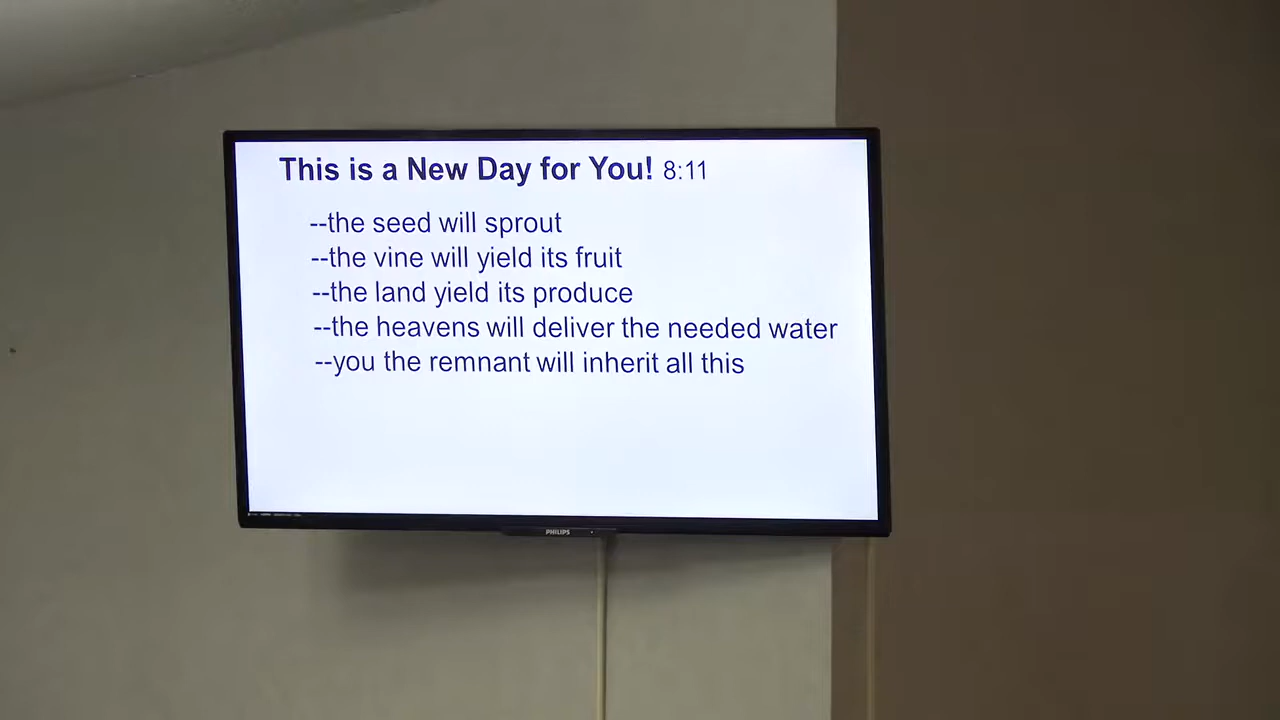 This is a New Day for You! 8:11
--the seed will sprout
--the vine will yield its fruit
--the land yield its produce
--the heavens will deliver the needed water
--you the remnant will inherit all this
PHILIPS